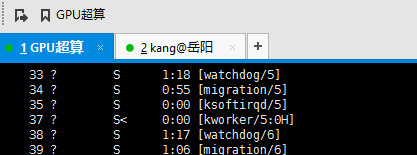 GPU超算
1 GPU超算 × 2 kang@岳阳 × +
33 ? S 1:18 [watchdog/5]
34 ? S 0:55 [migration/5]
35 ? S 0:00 [ksoftirqd/5]
37 ? S< 0:00 [kworker/5:0H]
38 ? S 1:17 [watchdog/6]
39 ? S 1:06 [migration/6]